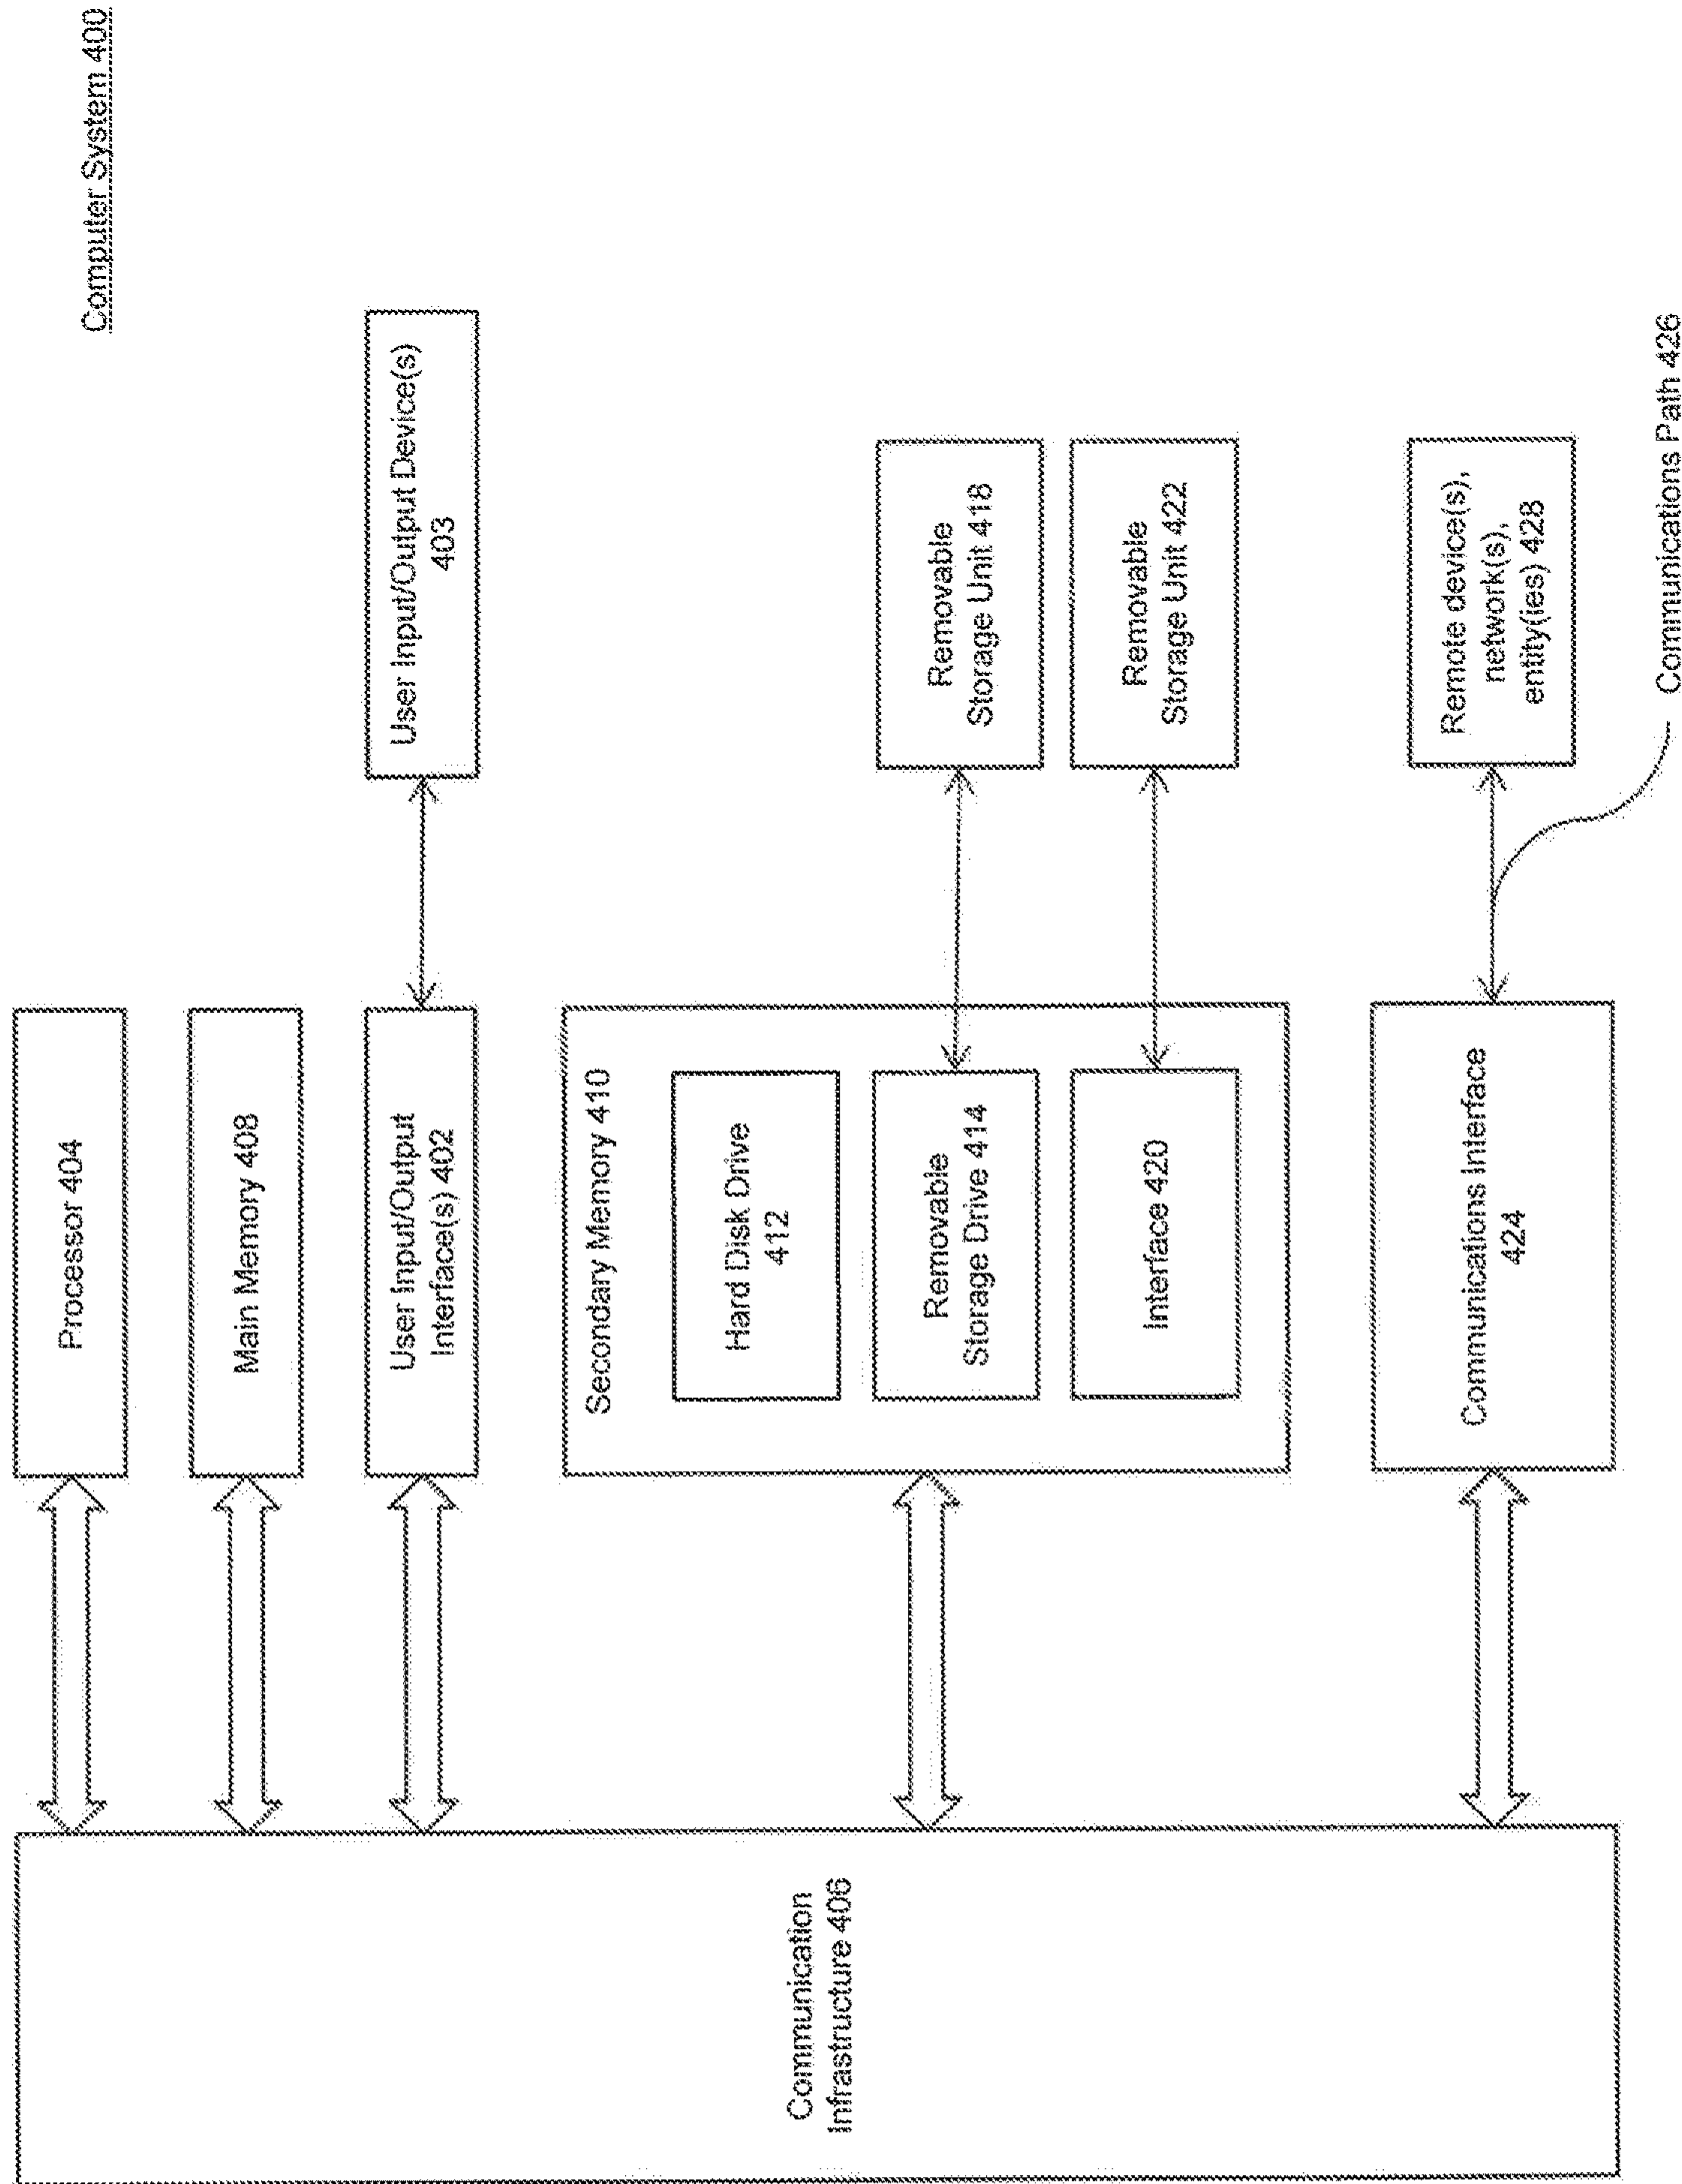 Computer System 400
Processor 404
Main Memory 408
User Input/Output
Interface(s) 402
User Input/Output Device(s)
403
Secondary Memory 410
Hard Disk Drive
412
Removable
Storage Drive 414
Removable
Storage Unit 418
Interface 420
Removable
Storage Unit 422
Communication
Infrastructure 406
Communications Interface
424
Remote device(s),
network(s),
entity(ies) 428
Communications Path 426